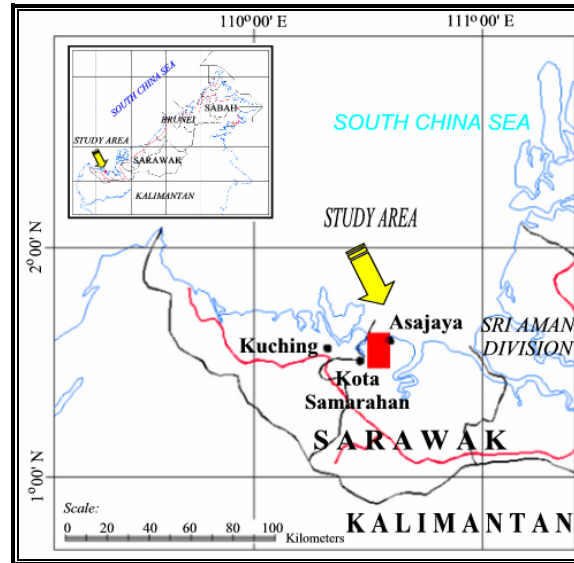 110°00' E
111°00' E
SOUTH CHINA SEA
SABAH
BRUNEI
STUDY AREA
SARAWAK
KALIMANTAN
SOUTH CHINA SEA
STUDY AREA
2°00' N
Asajaya
SRI AMAN
DIVISION
Kuching
Kota
Samarahan
SARAWAK
1°00' N
Scale:
0 20 40 60 80 100
Kilometers
KALIMANTAN